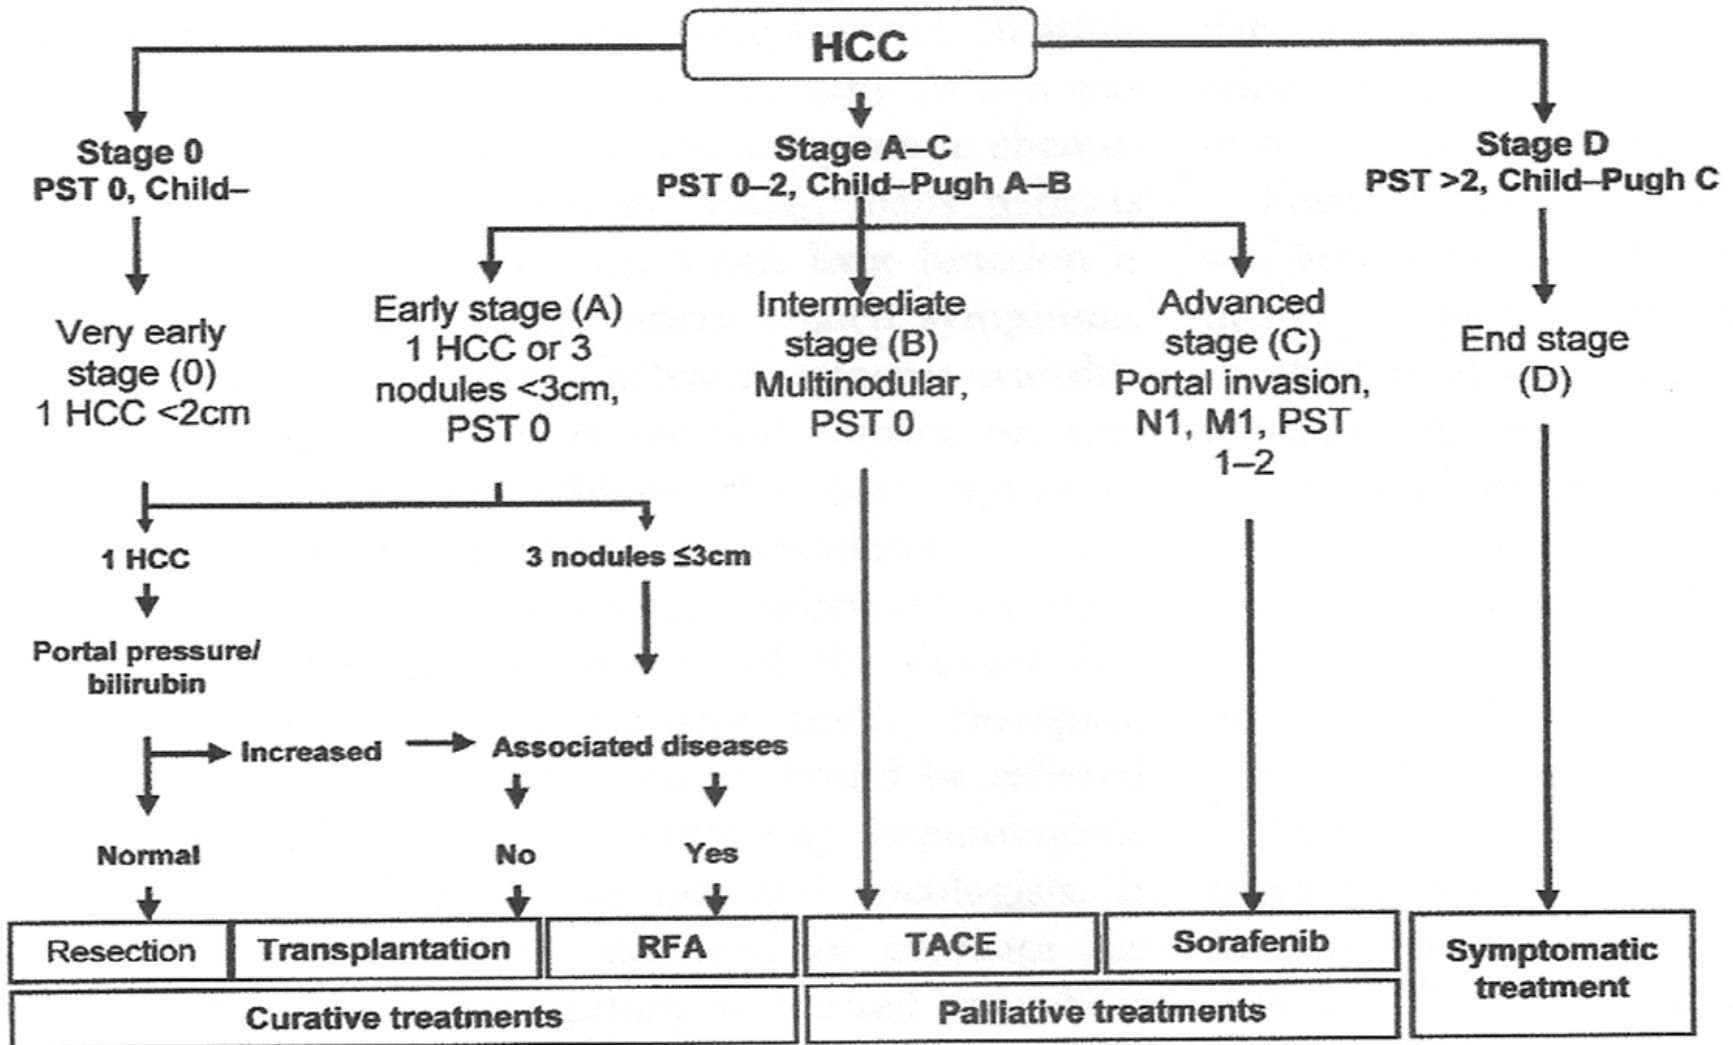 HCC
Stage 0
PST 0, Child–
Stage A–C
PST 0–2, Child–Pugh A–B
Stage D
PST >2, Child–Pugh C
Very early
stage (0)
1 HCC <2cm
Early stage (A)
1 HCC or 3
nodules <3cm,
PST 0
Intermediate
stage (B)
Multinodular,
PST 0
Advanced
stage (C)
Portal invasion,
N1, M1, PST
1–2
End stage
(D)
1 HCC
3 nodules ≤3cm
Portal pressure/
bilirubin
Increased
Associated diseases
Normal
No
Yes
Resection
Transplantation
RFA
TACE
Sorafenib
Symptomatic
treatment
Curative treatments
Palliative treatments